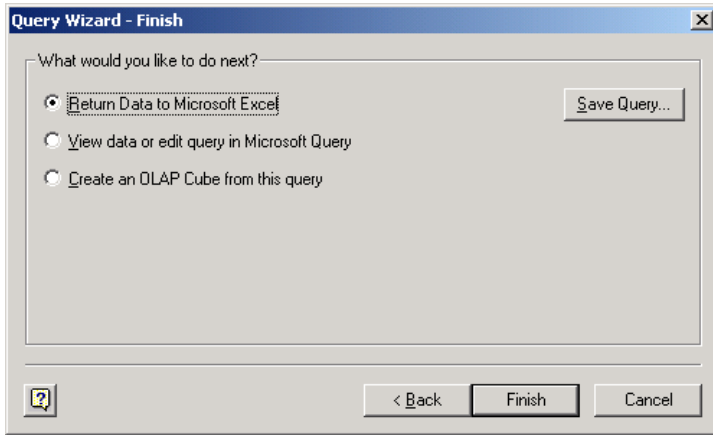 Query Wizard - Finish
What would you like to do next?
Return Data to Microsoft Excel
Save Query...
View data or edit query in Microsoft Query
Create an OLAP Cube from this query
?
< Back
Finish
Cancel